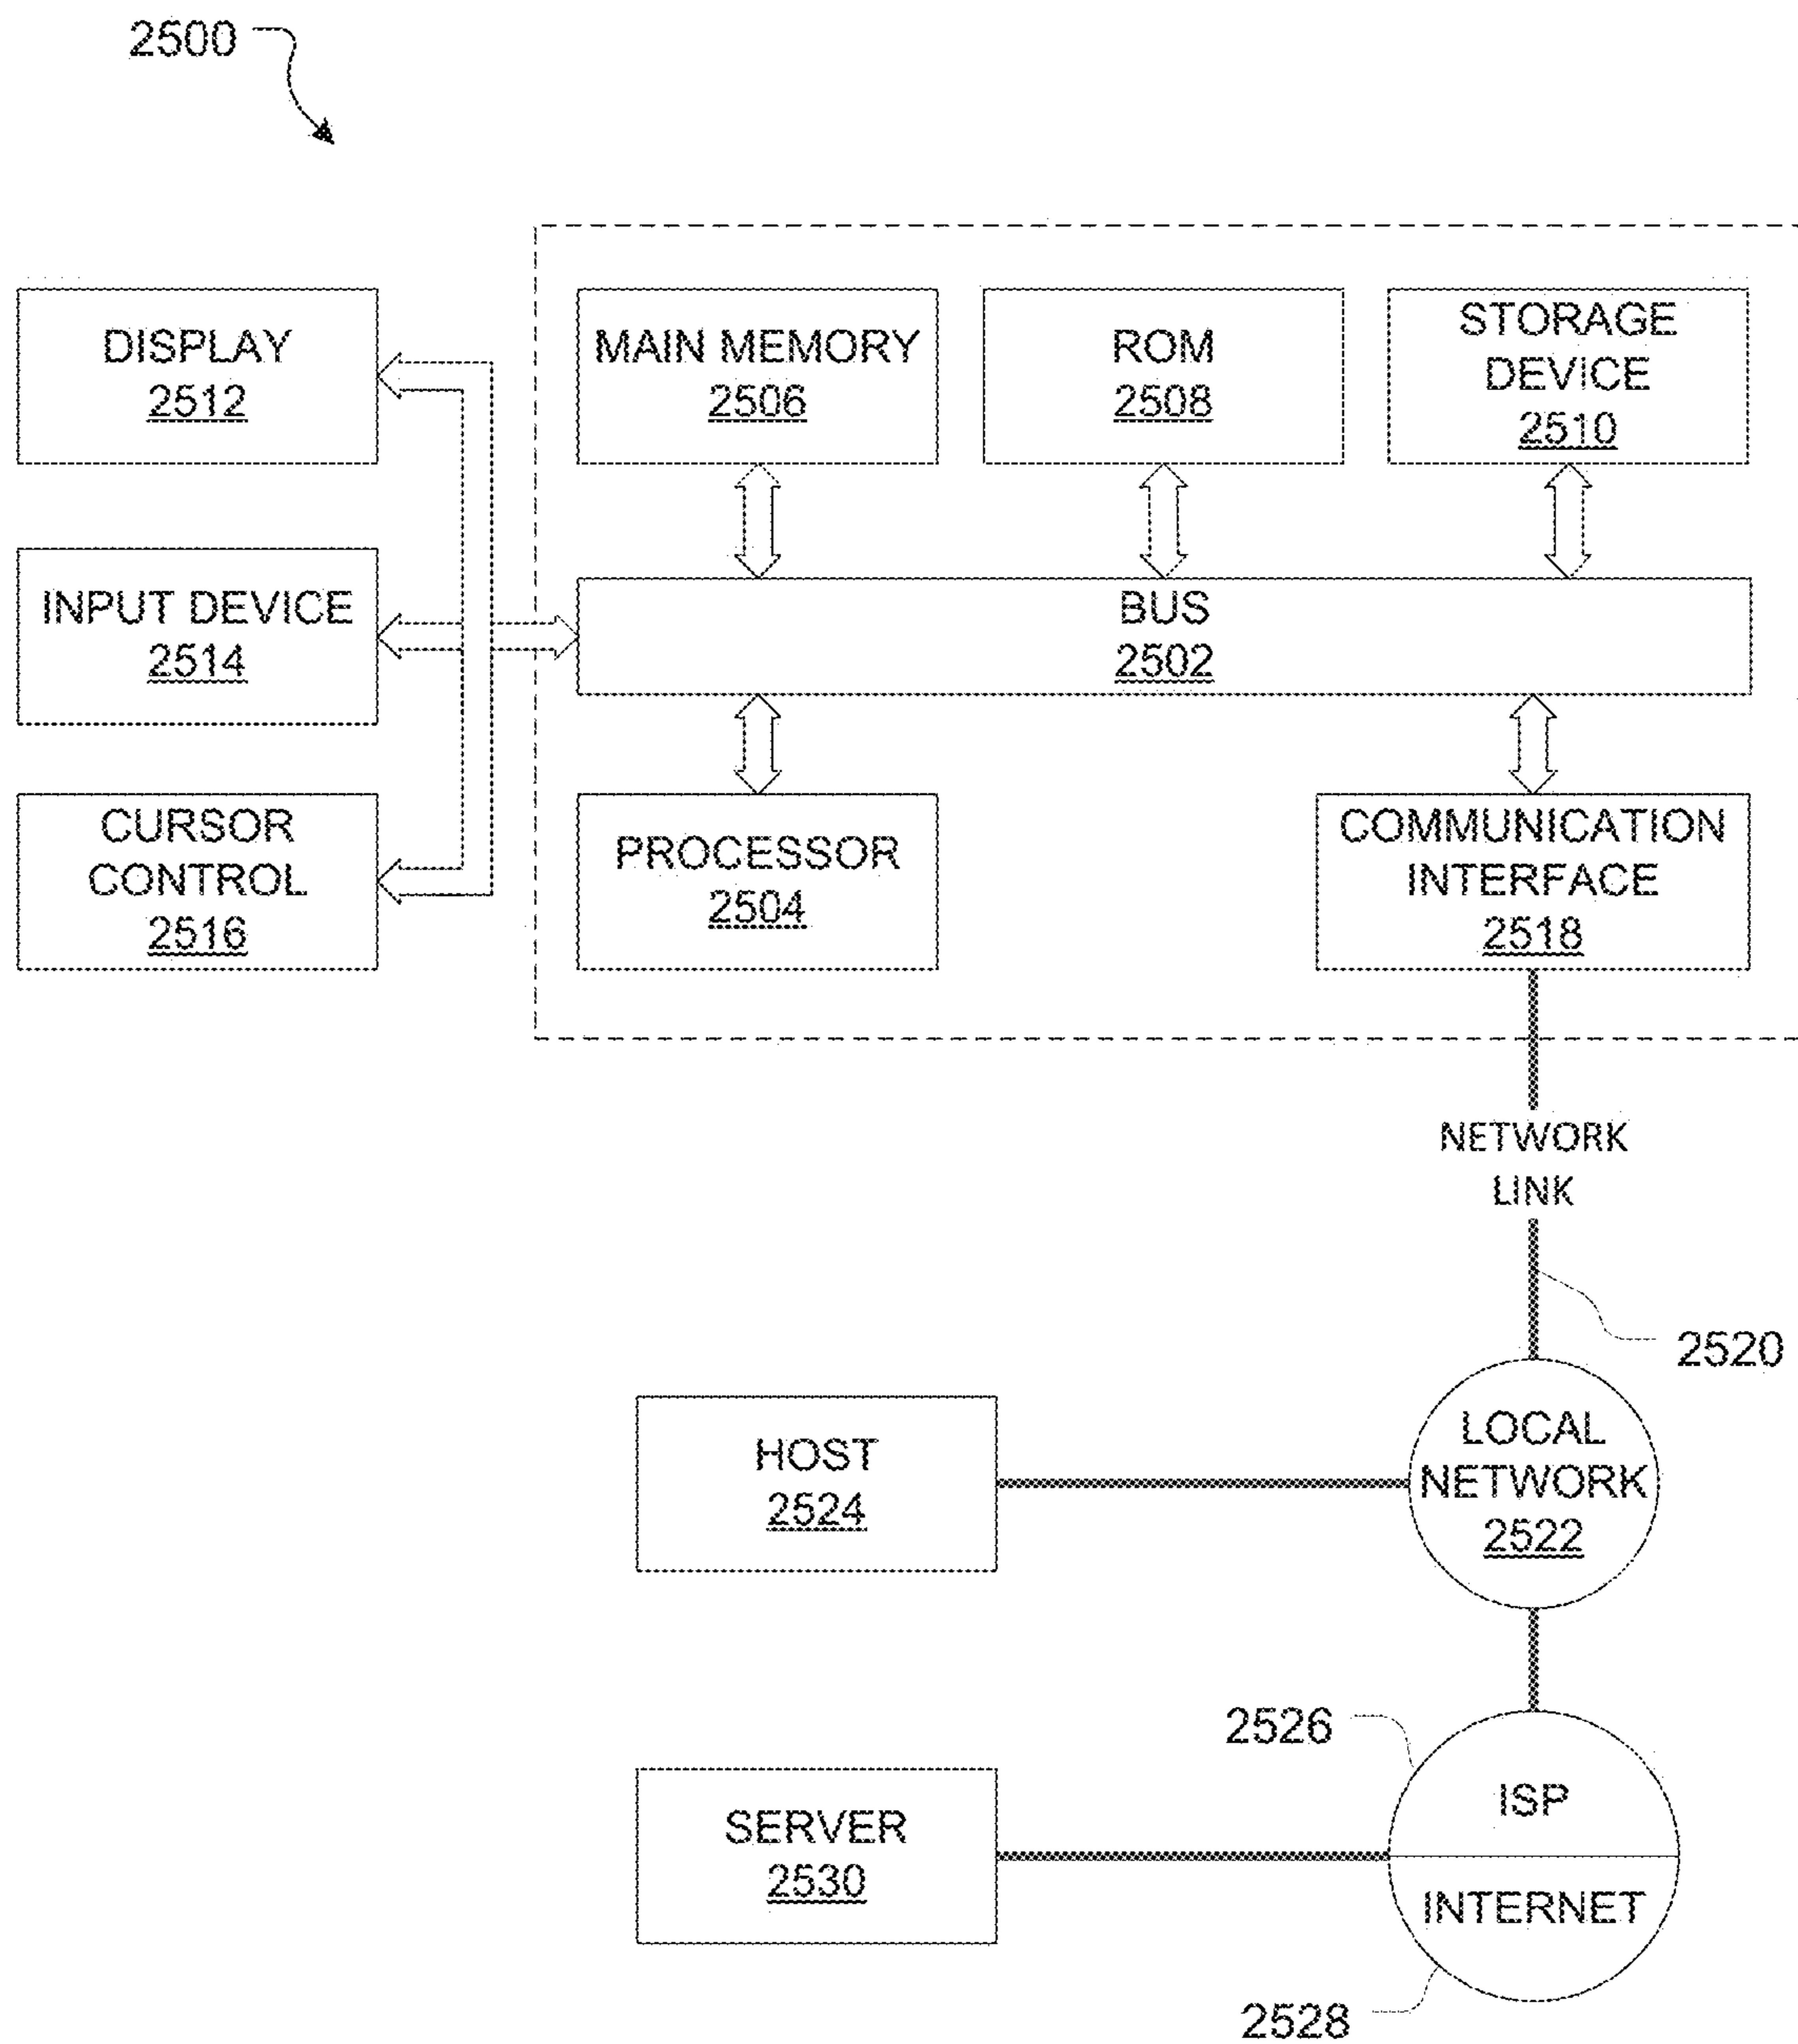 2500
DISPLAY
2512
MAIN MEMORY
2506
ROM
2508
STORAGE
DEVICE
2510
INPUT DEVICE
2514
BUS
2502
CURSOR
CONTROL
2516
PROCESSOR
2504
COMMUNICATION
INTERFACE
2518
NETWORK
LINK
2520
HOST
2524
LOCAL
NETWORK
2522
2526
SERVER
2530
ISP
INTERNET
2528